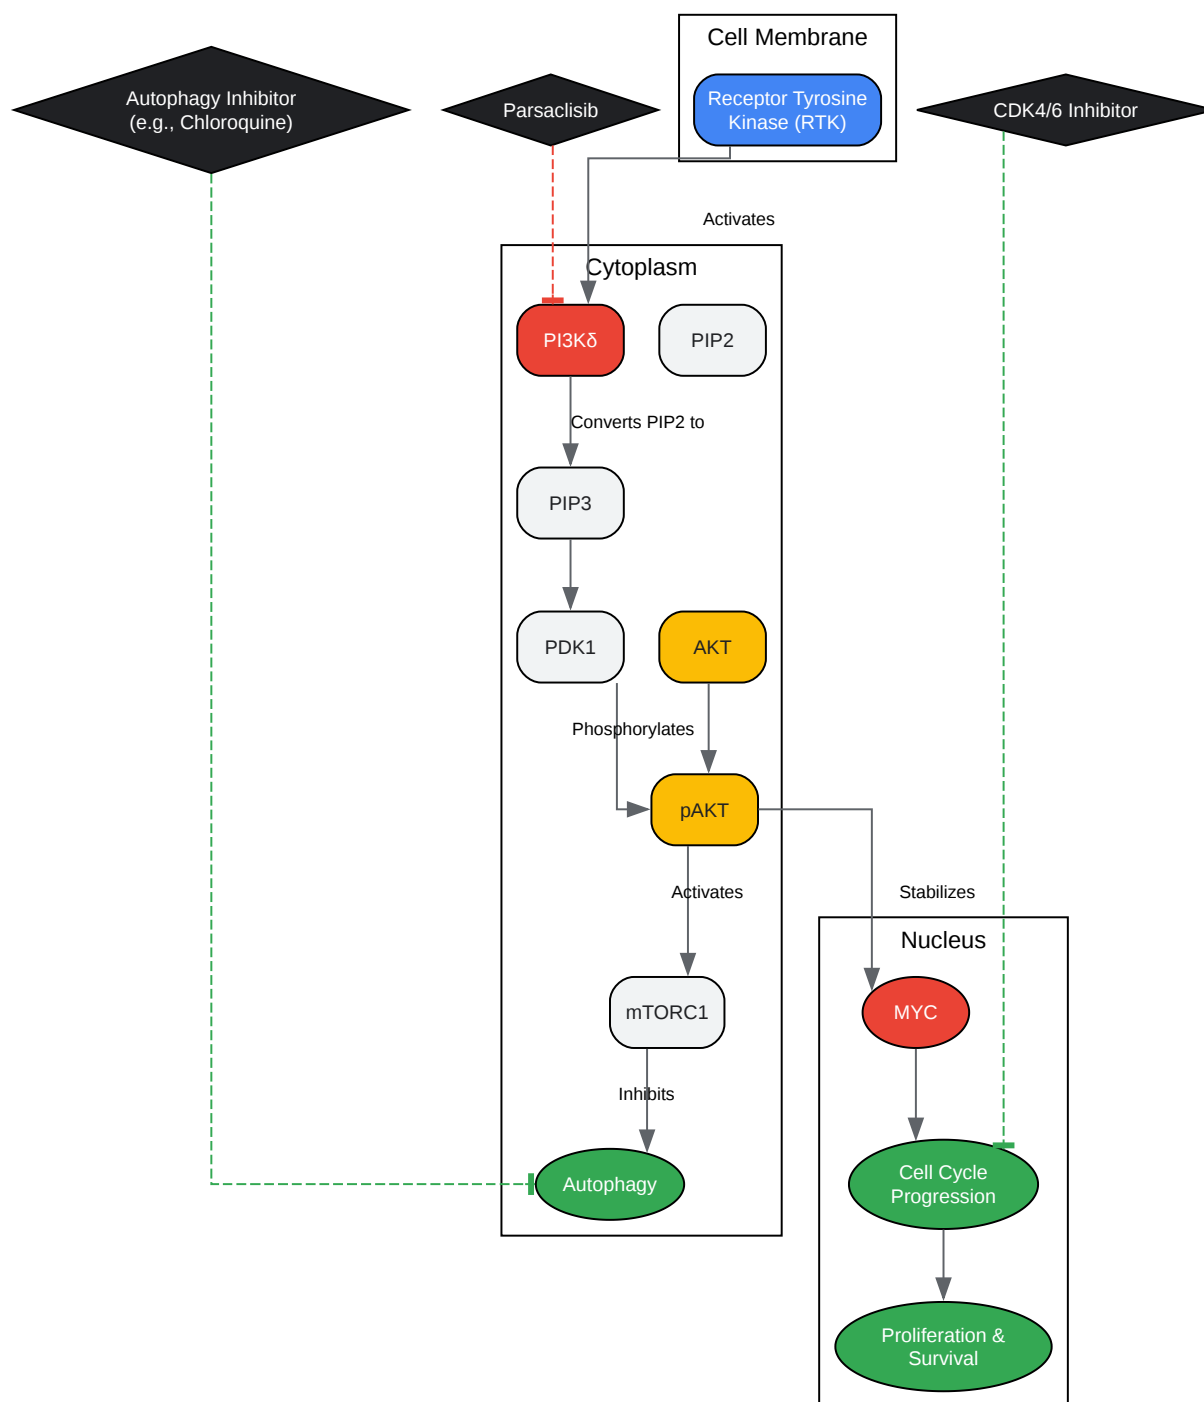 Cell Membrane
Autophagy Inhibitor
(e.g., Chloroquine)
Parsaclisib
Receptor Tyrosine
Kinase (RTK)
CDK4/6 Inhibitor
Activates
Cytoplasm
PI3Kδ
PIP2
Converts PIP2 to
PIP3
PDK1
AKT
Phosphorylates
pAKT
Activates
Stabilizes
Nucleus
mTORC1
MYC
Inhibits
Autophagy
Cell Cycle
Progression
Proliferation &
Survival